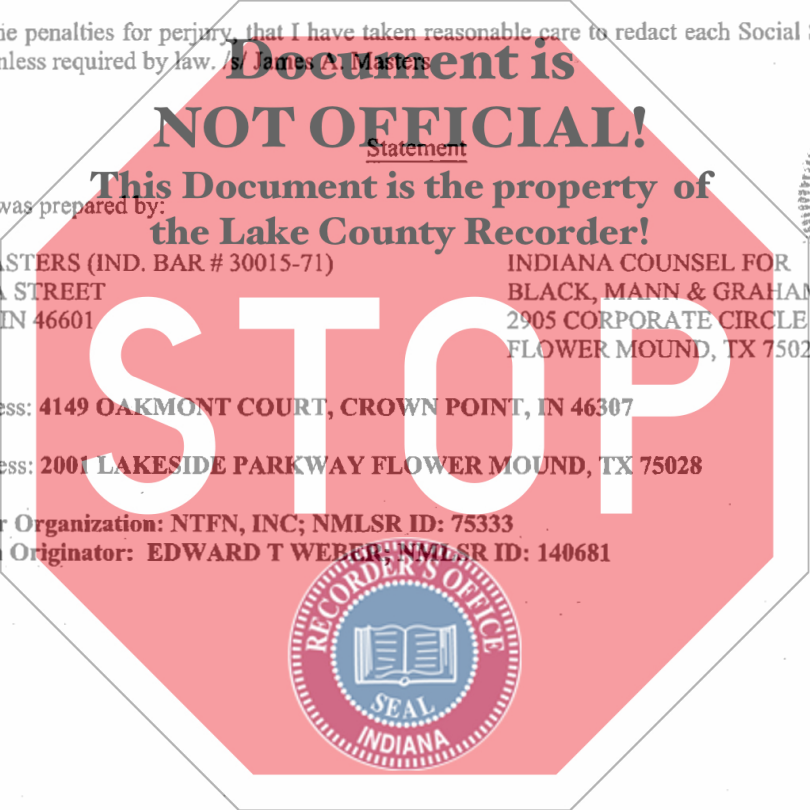 ie penalties for perjury, that I have taken reasonable care to redact each Social
nless required by law. /s/ James A. Masters
Document is
NOT OFFICIAL!
Statement
This Document is the property of
was prepared by:
the Lake County Recorder!
ASTERS (IND. BAR # 30015-71)
INDIANA COUNSEL FOR
A STREET
BLACK, MANN & GRAHAM
IN 46601
2905 CORPORATE CIRCLE
FLOWER MOUND, TX 7502
STOP
ess: 4149 OAKMONT COURT, CROWN POINT, IN 46307
ess: 2001 LAKESIDE PARKWAY FLOWER MOUND, TX 75028
r Organization: NTFN, INC; NMLSR ID: 75333
Originator: EDWARD T WEBER; NMLSR ID: 140681
RECORDER'S OFFICE
SEAL
INDIANA